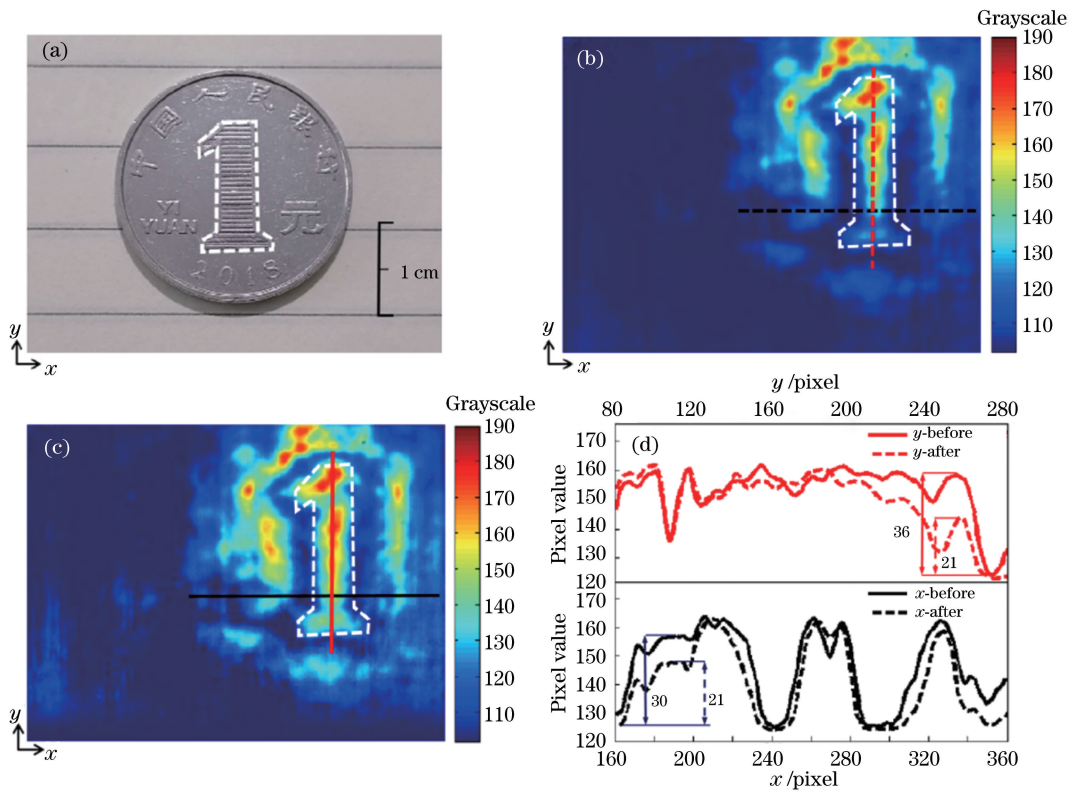 (a)
中国人民银行
1
YI
YUAN
元
2018
1 cm
y
x
(b)
Grayscale
190
180
170
160
150
140
130
120
110
y
x
(c)
Grayscale
190
180
170
160
150
140
130
120
110
y
x
y /pixel
80 120 160 200 214 240 280
(d)
y-before
y-after
Pixel value
170
160
150
140
130
120
36
21
x-before
x-after
Pixel value
170
160
150
140
130
120
30
21
160 200 240 280 320 360
x /pixel